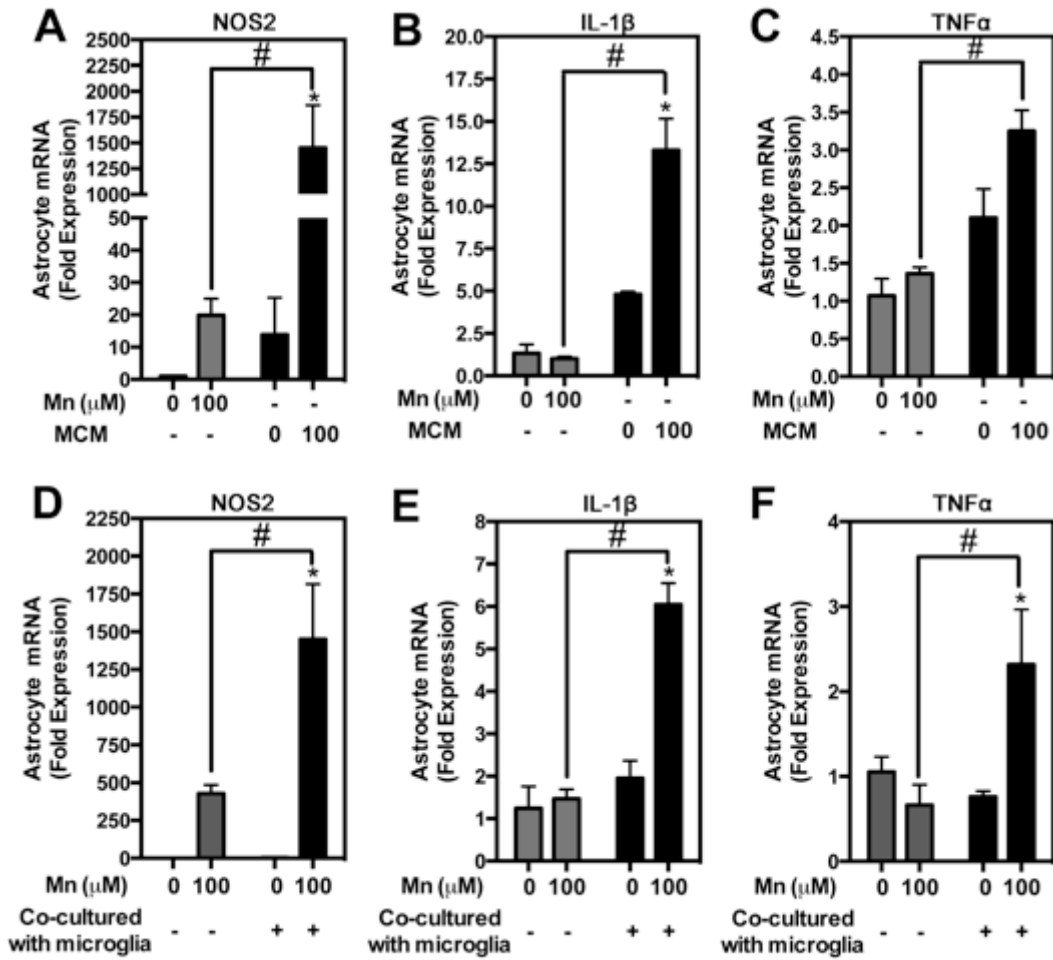 A NOS2
Astrocyte mRNA
(Fold Expression)
2500
2250
2000
1750
1500
1250
1000
50
40
30
20
10
0
#
*
Mn (μM) 0 100 - -
MCM - - 0 100
B IL-1β
Astrocyte mRNA
(Fold Expression)
20.0
17.5
15.0
12.5
10.0
7.5
5.0
2.5
0.0
#
*
Mn (μM) 0 100 - -
MCM - - 0 100
C TNFα
Astrocyte mRNA
(Fold Expression)
4.5
4.0
3.5
3.0
2.5
2.0
1.5
1.0
0.5
0.0
#
Mn (μM) 0 100 - -
MCM - - 0 100
D NOS2
Astrocyte mRNA
(Fold Expression)
2250
2000
1750
1500
1250
1000
750
500
250
0
#
*
Mn (μM) 0 100 0 100
Co-cultured
with microglia - - + +
E IL-1β
Astrocyte mRNA
(Fold Expression)
8
7
6
5
4
3
2
1
0
#
*
Mn (μM) 0 100 0 100
- - + +
F TNFα
Astrocyte mRNA
(Fold Expression)
4
3
2
1
0
#
*
Mn (μM) 0 100 0 100
Co-cultured
with microglia - - + +